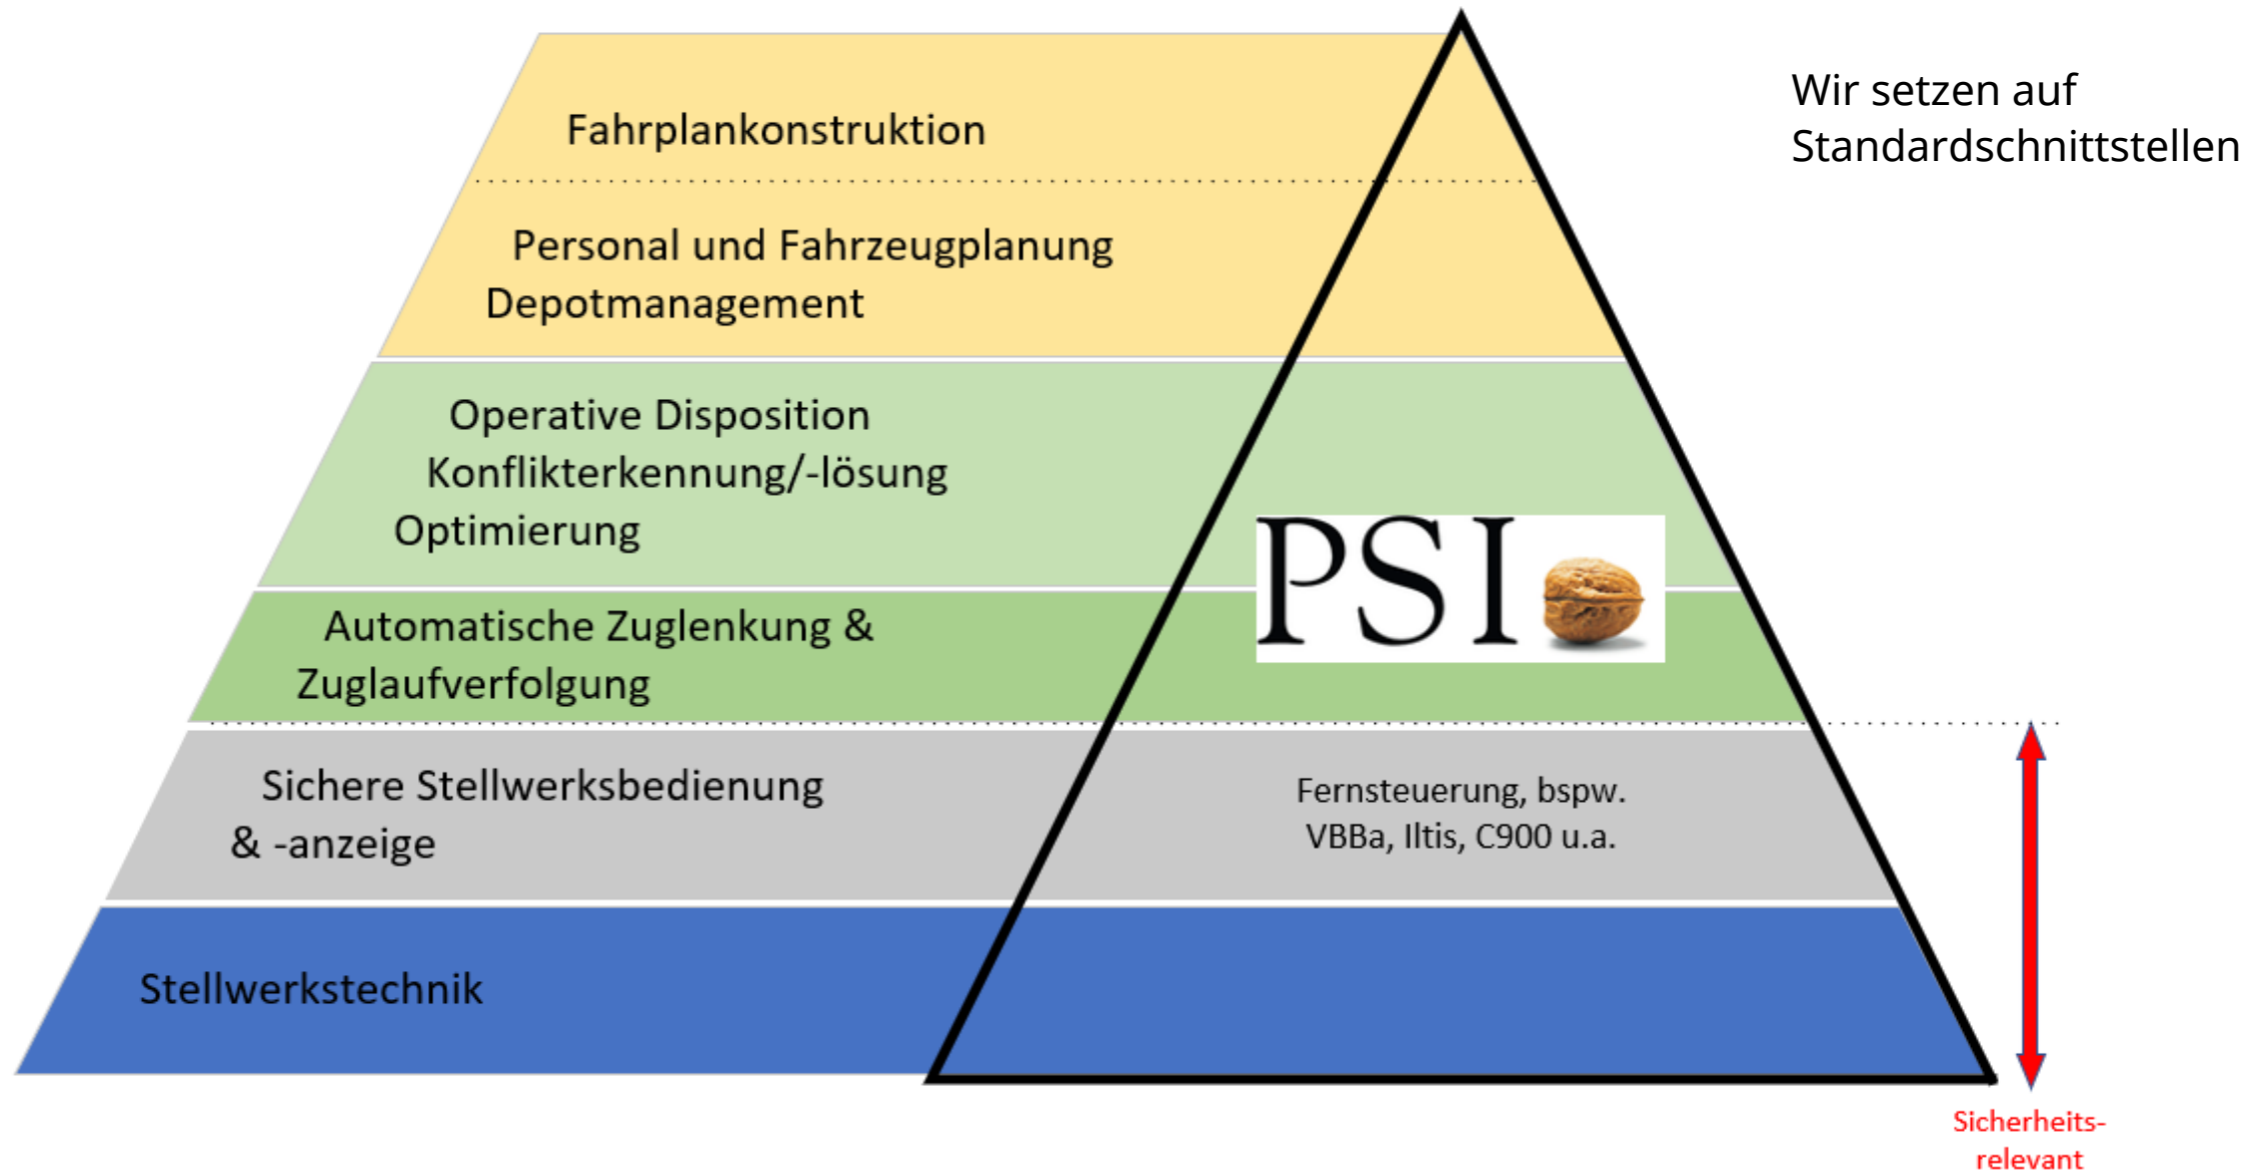 Fahrplankonstruktion
Wir setzen auf
Standardschnittstellen
Personal und Fahrzeugplanung
Depotmanagement
Operative Disposition
Konflikterkennung/-lösung
Optimierung
PSI
Automatische Zuglenkung &
Zuglaufverfolgung
Sichere Stellwerksbedienung
& -anzeige
Fernsteuerung, bspw.
VBBa, Iltis, C900 u.a.
Stellwerkstechnik
Sicherheits-
relevant